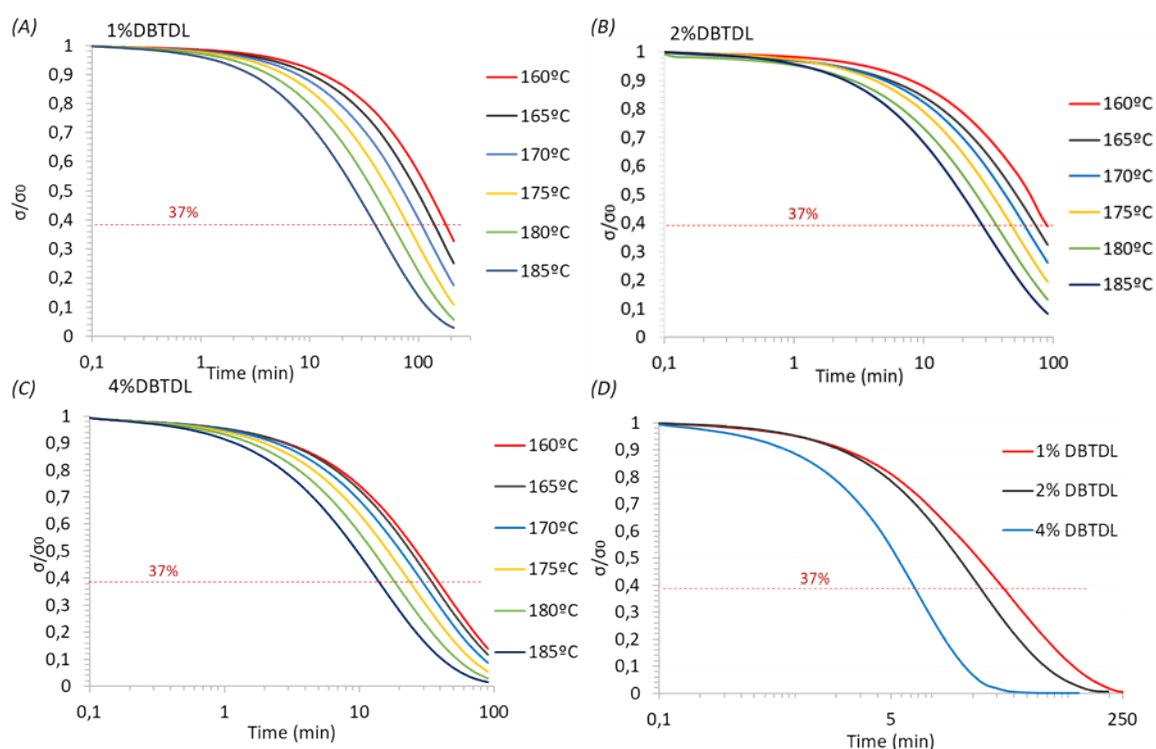 (A)
1%DBTDL
1
0,9
0,8
0,7
0,6
0,5
0,4
0,3
0,2
0,1
0
σ/σ0
37%
0,1
1
10
100
Time (min)
160ºC
165ºC
170ºC
175ºC
180ºC
185ºC
(B)
2%DBTDL
1
0,9
0,8
0,7
0,6
0,5
0,4
0,3
0,2
0,1
0
σ/σ0
37%
0,1
1
10
100
Time (min)
160ºC
165ºC
170ºC
175ºC
180ºC
185ºC
(C)
4%DBTDL
1
0,9
0,8
0,7
0,6
0,5
0,4
0,3
0,2
0,1
0
σ/σ0
37%
0,1
1
10
100
Time (min)
160ºC
165ºC
170ºC
175ºC
180ºC
185ºC
(D)
1
0,9
0,8
0,7
0,6
0,5
0,4
0,3
0,2
0,1
0
σ/σ0
37%
0,1
5
250
Time (min)
1% DBTDL
2% DBTDL
4% DBTDL